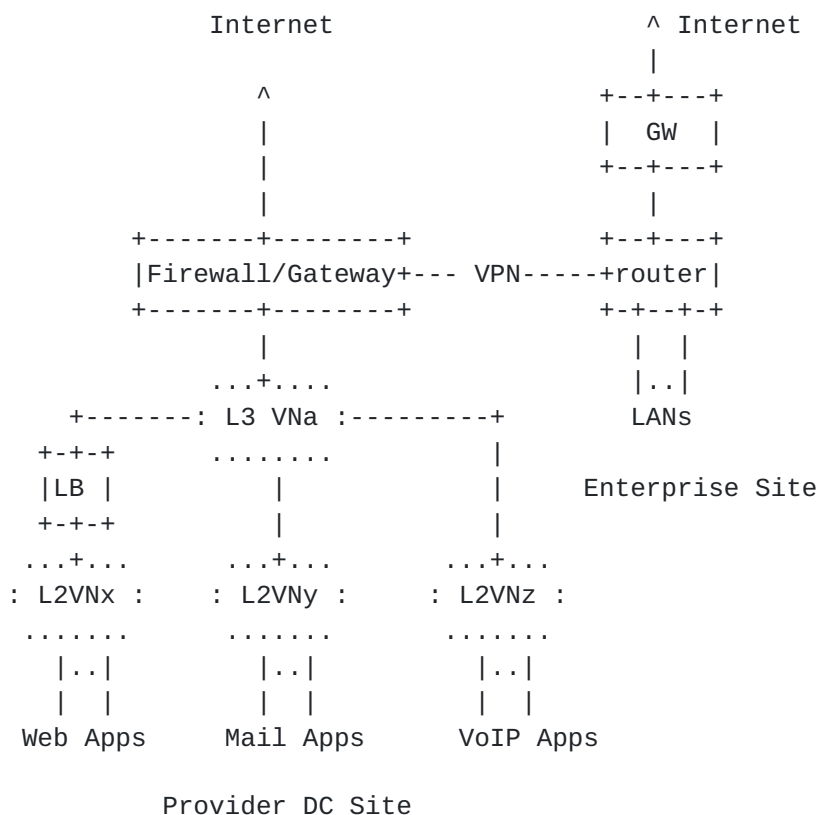 Internet ^ Internet
GW
Firewall/Gateway VPN router
L3 VNa LANs
LB Enterprise Site
L2VNx L2VNy L2VNz
Web Apps Mail Apps VoIP Apps
Provider DC Site